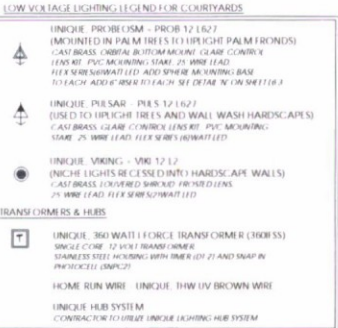 LOW VOLTAGE LIGHTING LEGEND FOR COURTYARDS
UNIQUE, PROBEOSM - PROB 12 L627
(MOUNTED IN PALM TREES TO UPLIGHT PALM FRONDS)
CAST BRASS. ORBITAL BOTTOM MOUNT. GLARE CONTROL
LENS KIT. PVC MOUNTING STAKE. 25' WIRE LEAD.
FLEX SERIES(6)WATT LED. ADD SPHERE MOUNTING BASE
TO EACH. ADD 6" RISER TO EACH. SEE DETAIL 'N' ON SHEET L6.3
UNIQUE, PULSAR - PULS 12 L627
(USED TO UPLIGHT TREES AND WALL WASH HARDSCAPES)
CAST BRASS. GLARE CONTROL LENS KIT. PVC MOUNTING
STAKE. 25' WIRE LEAD. FLEX SERIES (6)WATT LED
UNIQUE, VIKING - VIKI 12 L2
(NICHE LIGHTS RECESSED INTO HARDSCAPE WALLS)
CAST BRASS. LOUVERED SHROUD. FROSTED LENS.
25' WIRE LEAD. FLEX SERIES(2)WATT LED
TRANSFORMERS & HUBS
T
UNIQUE, 360 WATT I-FORCE TRANSFORMER (360BSS)
SINGLE CORE. 12 VOLT TRANSFORMER.
STAINLESS STEEL HOUSING WITH TIMER (DT 2) AND SNAP IN
PHOTOCELL (SNPC2)
HOME RUN WIRE - UNIQUE, THW UV BROWN WIRE
UNIQUE HUB SYSTEM
CONTRACTOR TO UTILIZE UNIQUE LIGHTING HUB SYSTEM